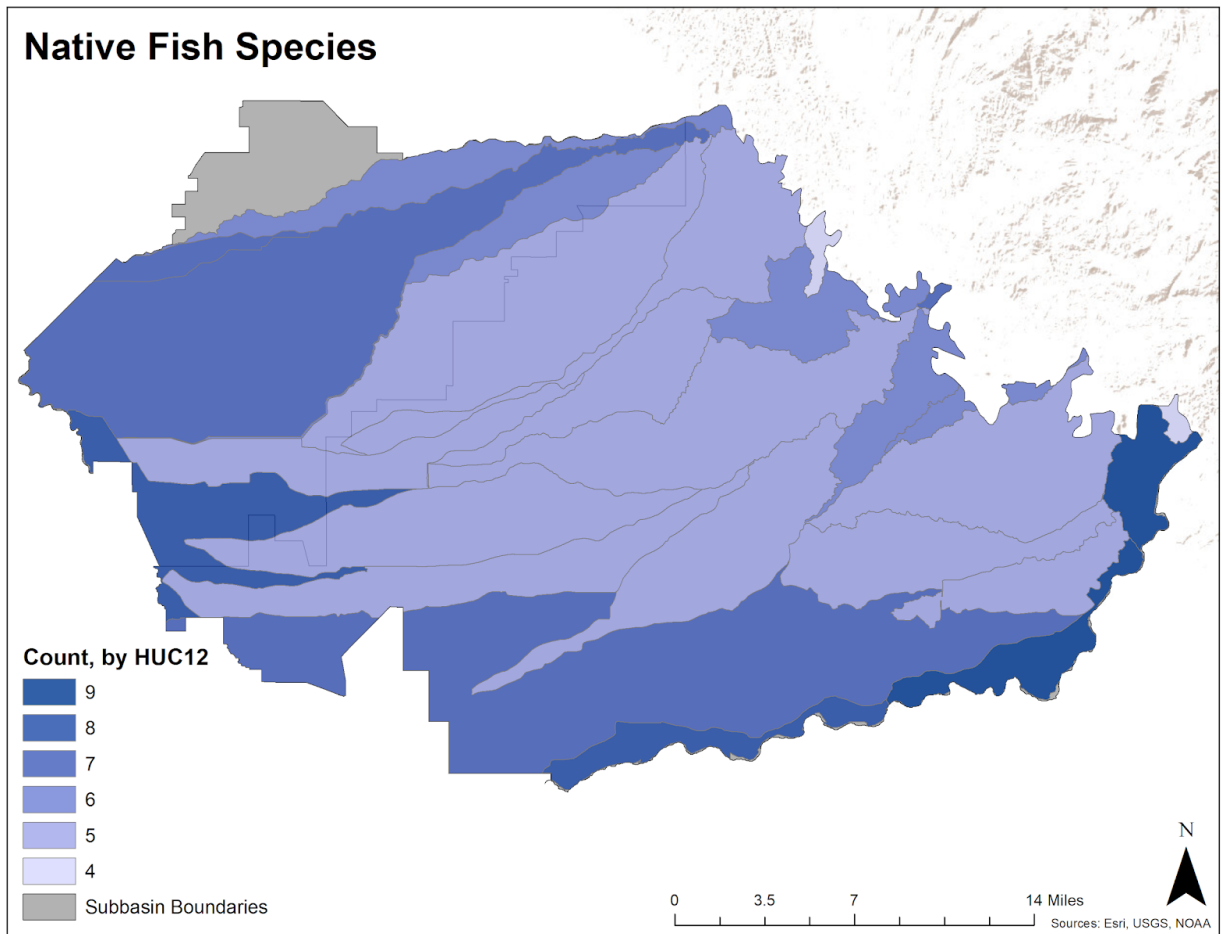 Native Fish Species
Count, by HUC12
9
8
7
6
5
4
Subbasin Boundaries
0 3.5 7 14 Miles
N
Sources: Esri, USGS, NOAA